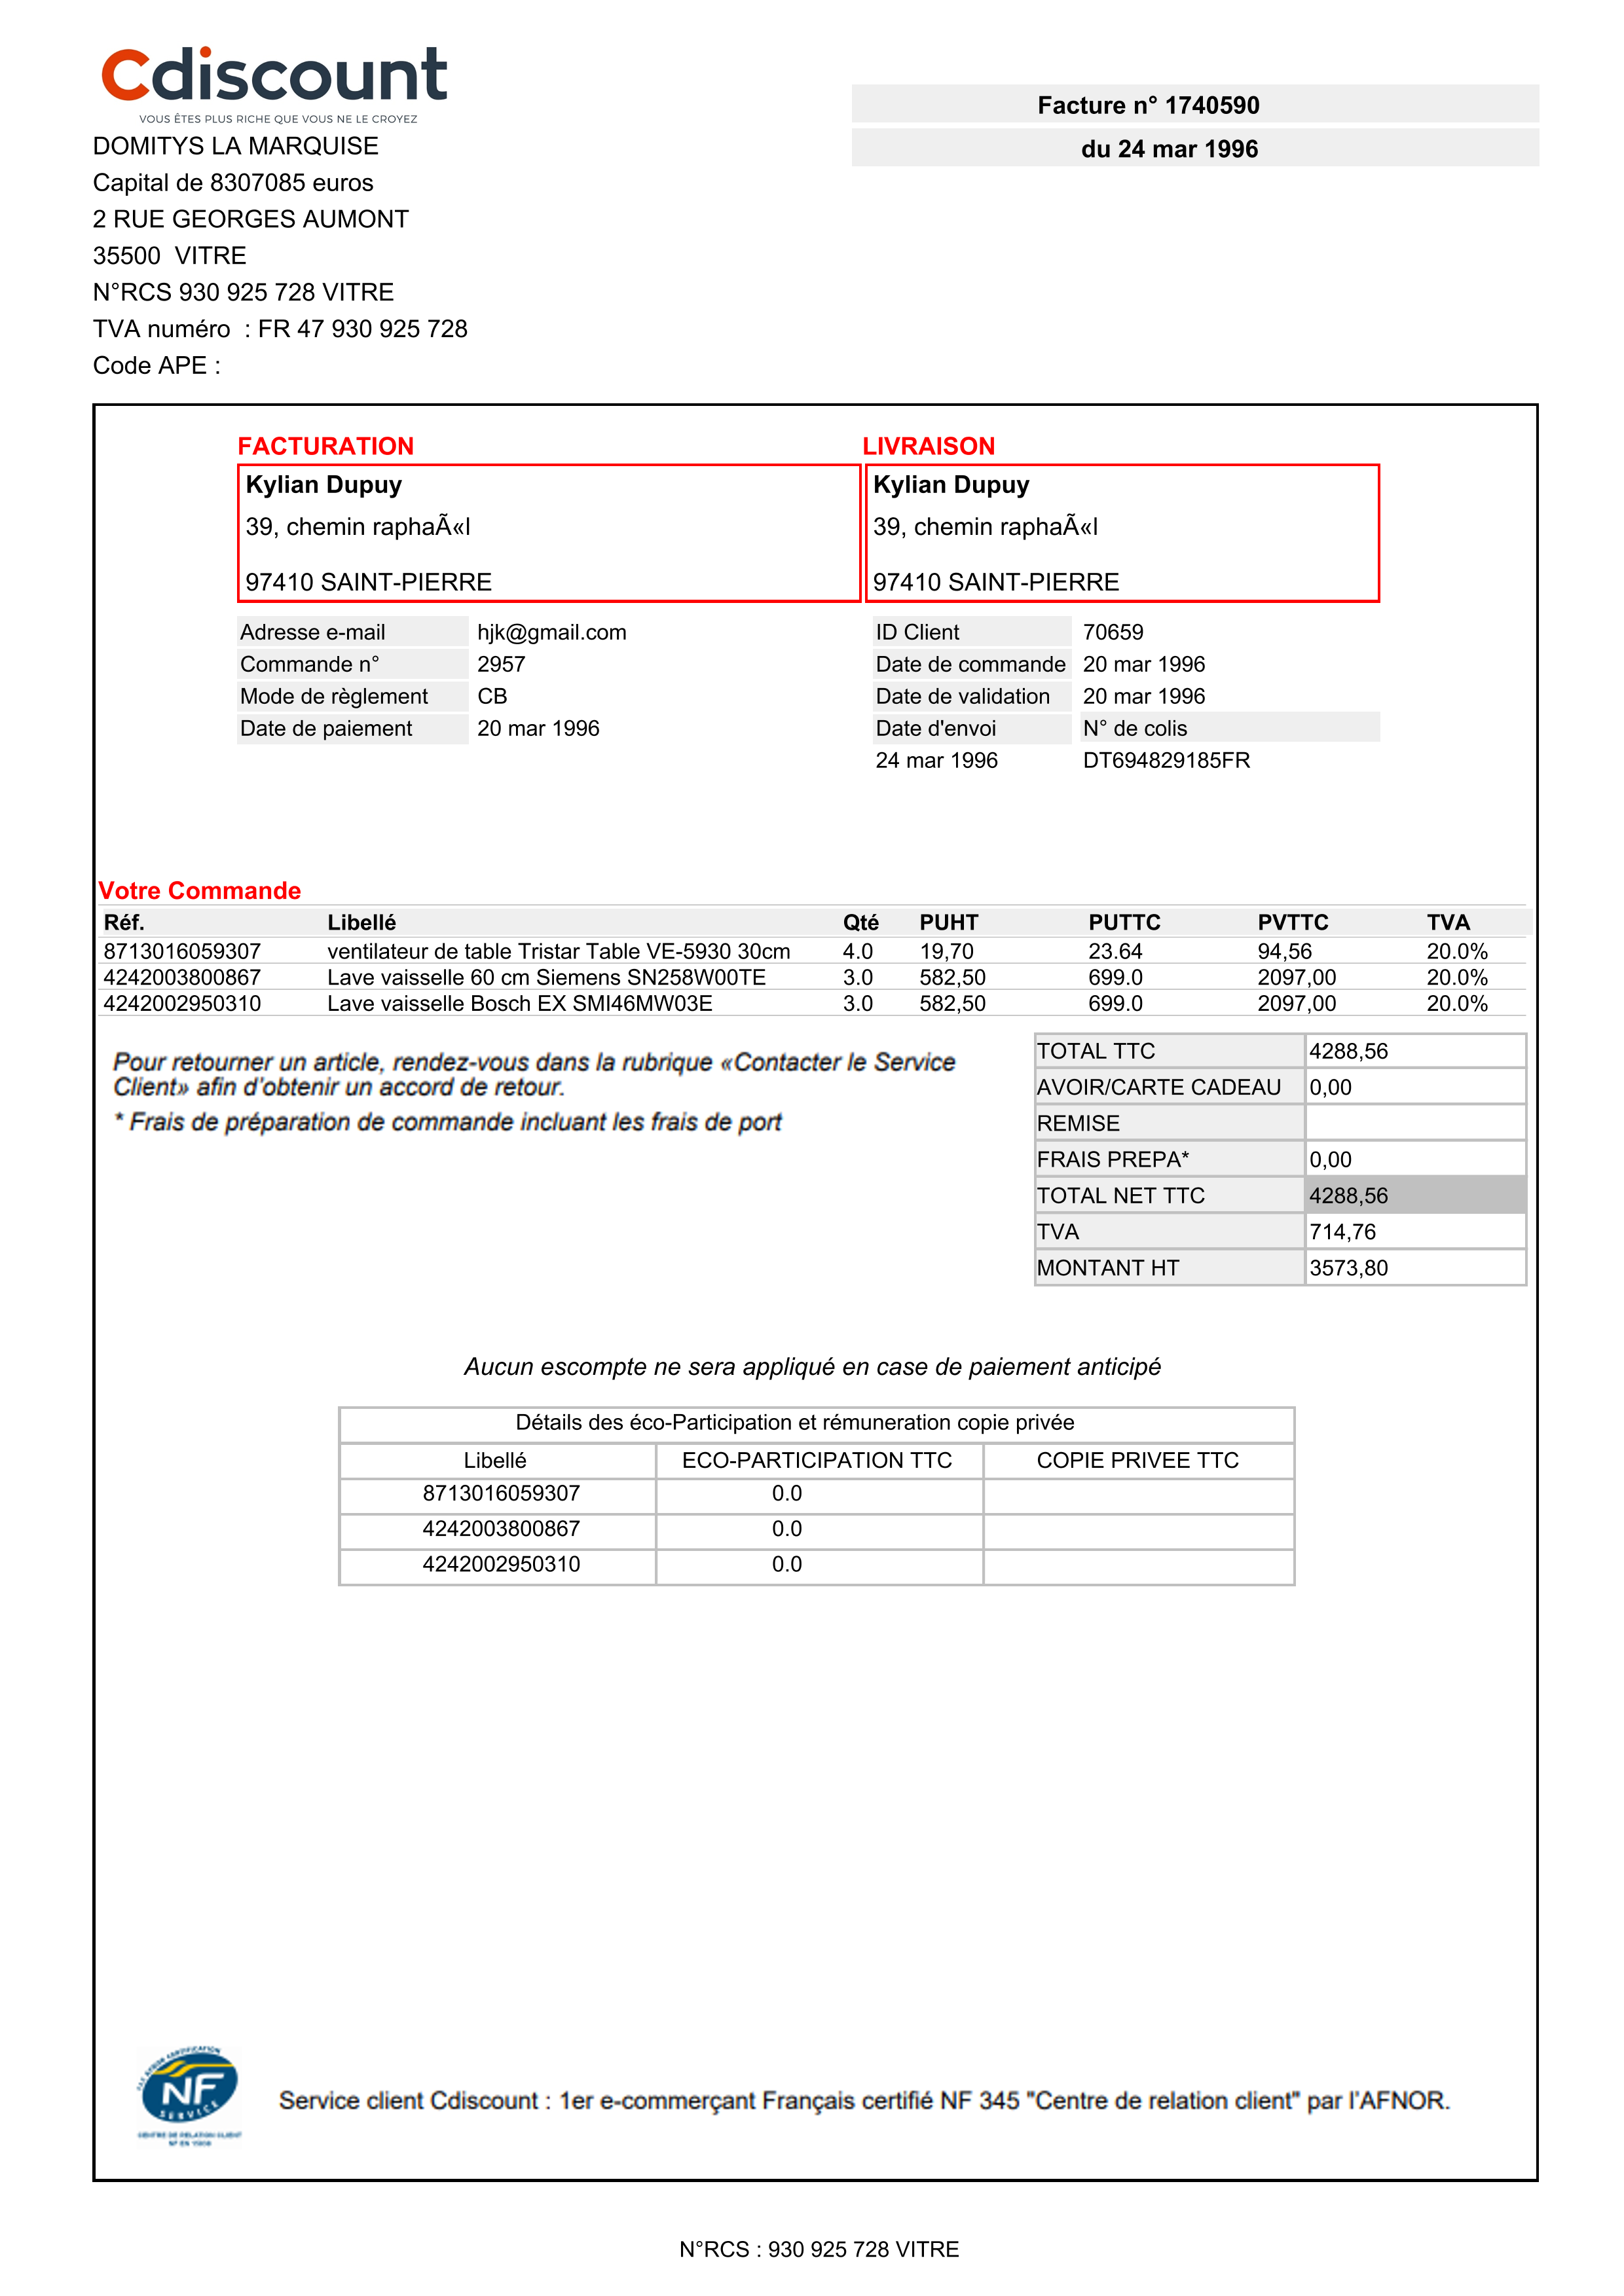 Cdiscount
VOUS ÊTES PLUS RICHE QUE VOUS NE LE CROYEZ
DOMITYS LA MARQUISE
Capital de 8307085 euros
2 RUE GEORGES AUMONT
35500 VITRE
N°RCS 930 925 728 VITRE
TVA numéro : FR 47 930 925 728
Code APE :
Facture n° 1740590
du 24 mar 1996
FACTURATION
Kylian Dupuy
39, chemin raphaÃ«l
97410 SAINT-PIERRE
LIVRAISON
Kylian Dupuy
39, chemin raphaÃ«l
97410 SAINT-PIERRE
Adresse e-mail hjk@gmail.com
Commande n° 2957
Mode de règlement CB
Date de paiement 20 mar 1996
ID Client 70659
Date de commande 20 mar 1996
Date de validation 20 mar 1996
Date d'envoi N° de colis
24 mar 1996 DT694829185FR
Votre Commande
Réf. Libellé Qté PUHT PUTTC PVTTC TVA
8713016059307 ventilateur de table Tristar Table VE-5930 30cm 4.0 19,70 23.64 94,56 20.0%
4242003800867 Lave vaisselle 60 cm Siemens SN258W00TE 3.0 582,50 699.0 2097,00 20.0%
4242002950310 Lave vaisselle Bosch EX SMI46MW03E 3.0 582,50 699.0 2097,00 20.0%
Pour retourner un article, rendez-vous dans la rubrique «Contacter le Service
Client» afin d'obtenir un accord de retour.
* Frais de préparation de commande incluant les frais de port
TOTAL TTC 4288,56
AVOIR/CARTE CADEAU 0,00
REMISE
FRAIS PREPA* 0,00
TOTAL NET TTC 4288,56
TVA 714,76
MONTANT HT 3573,80
Aucun escompte ne sera appliqué en case de paiement anticipé
Détails des éco-Participation et rémuneration copie privée
Libellé ECO-PARTICIPATION TTC COPIE PRIVEE TTC
8713016059307 0.0
4242003800867 0.0
4242002950310 0.0
NF
SERVICE
CENTRE DE RELATION CLIENT
Service client Cdiscount : 1er e-commerçant Français certifié NF 345 "Centre de relation client" par l'AFNOR.
N°RCS : 930 925 728 VITRE